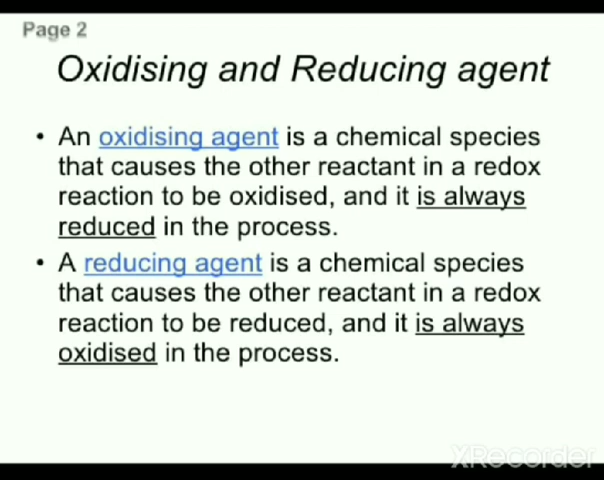 Page 2
Oxidising and Reducing agent
• An oxidising agent is a chemical species
that causes the other reactant in a redox
reaction to be oxidised, and it is always
reduced in the process.
• A reducing agent is a chemical species
that causes the other reactant in a redox
reaction to be reduced, and it is always
oxidised in the process.
XRecorder